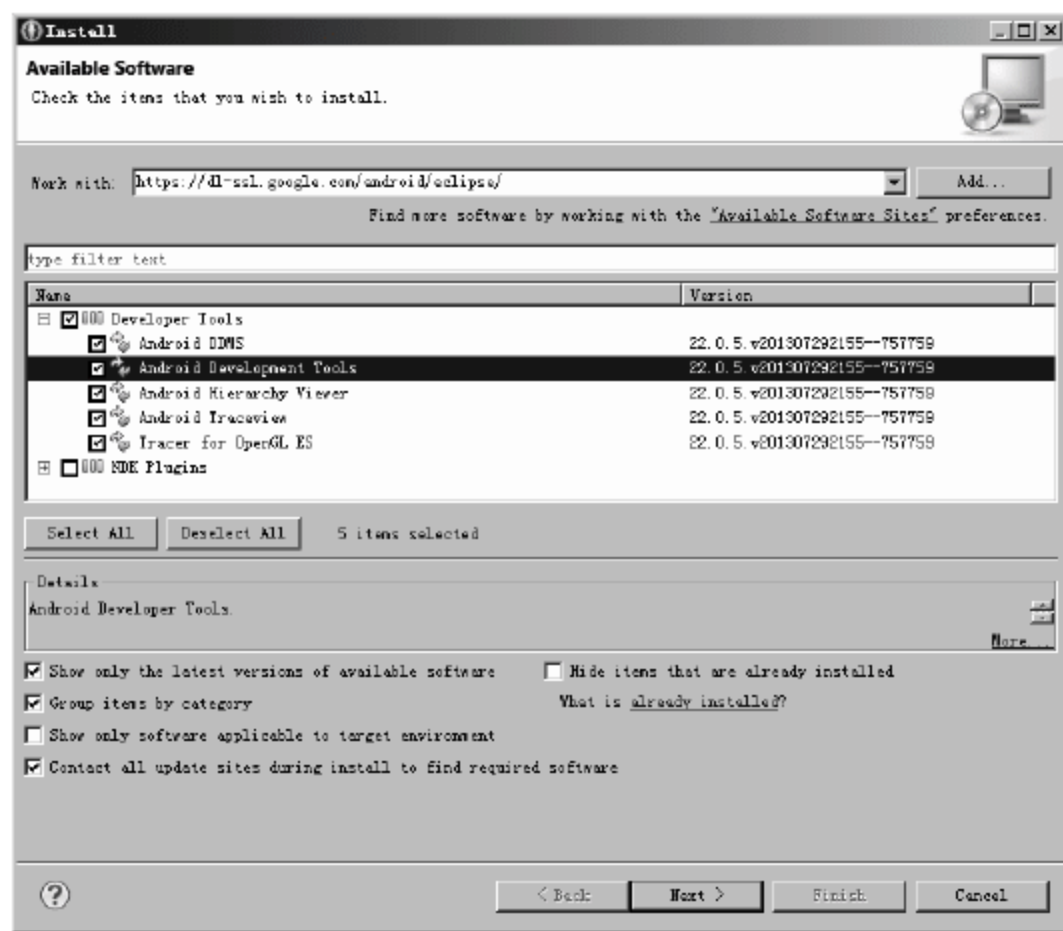 Install
Available Software
Check the items that you wish to install.
Work with: https://dl-ssl.google.com/android/eclipse/ Add...
Find more software by working with the "Available Software Sites" preferences.
type filter text
Name Version
Developer Tools
Android DDMS 22.0.5.v201307292155--757759
Android Development Tools 22.0.5.v201307292155--757759
Android Hierarchy Viewer 22.0.5.v201307292155--757759
Android Traceview 22.0.5.v201307292155--757759
Tracer for OpenGL ES 22.0.5.v201307292155--757759
NDK Plugins
Select All Deselect All 5 items selected
Details
Android Developer Tools.
More...
Show only the latest versions of available software Hide items that are already installed
Group items by category What is already installed?
Show only software applicable to target environment
Contact all update sites during install to find required software
? < Back Next > Finish Cancel